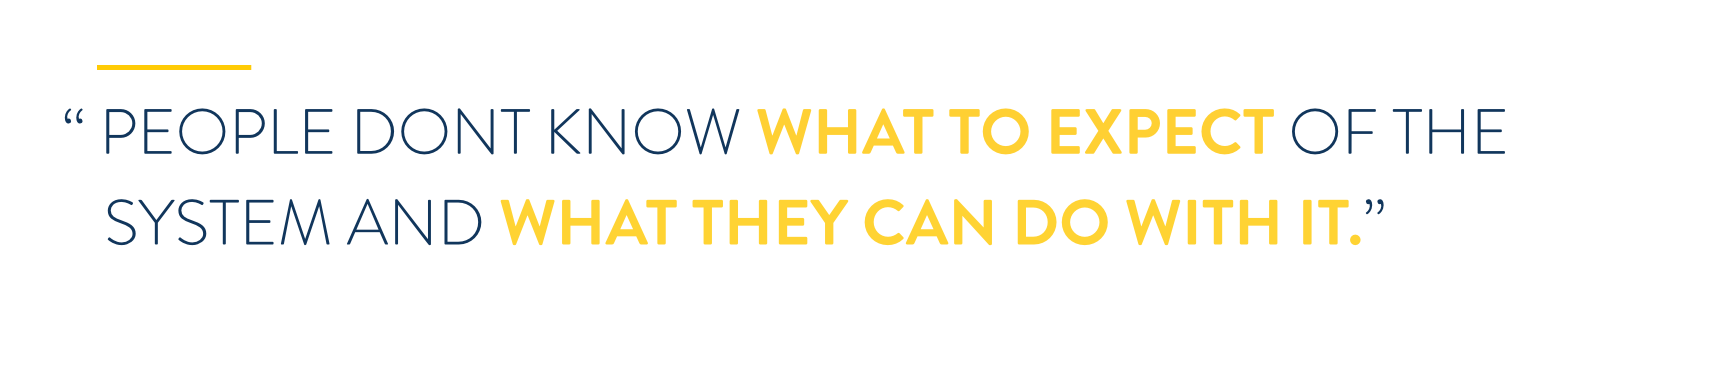 “ PEOPLE DONT KNOW WHAT TO EXPECT OF THE
SYSTEM AND WHAT THEY CAN DO WITH IT.”